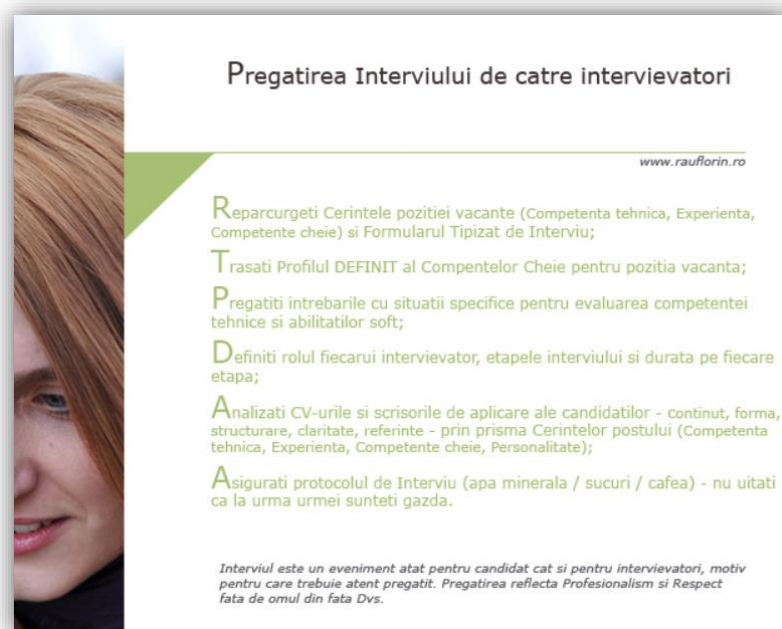 Pregatirea Interviului de catre intervievatori
www.rauflorin.ro
Reparcurgeti Cerintele pozitiei vacante (Competenta tehnica, Experienta,
Competente cheie) si Formularul Tipizat de Interviu;
Trasati Profilul DEFINIT al Compentelor Cheie pentru pozitia vacanta;
Pregatiti intrebarile cu situatii specifice pentru evaluarea competentei
tehnice si abilitatilor soft;
Definiti rolul fiecarui intervievator, etapele interviului si durata pe fiecare
etapa;
Analizati CV-urile si scrisorile de aplicare ale candidatilor - continut, forma,
structurare, claritate, referinte - prin prisma Cerintelor postului (Competenta
tehnica, Experienta, Competente cheie, Personalitate);
Asigurati protocolul de Interviu (apa minerala / sucuri / cafea) - nu uitati
ca la urma urmei sunteti gazda.
Interviul este un eveniment atat pentru candidat cat si pentru intervievatori, motiv
pentru care trebuie atent pregatit. Pregatirea reflecta Profesionalism si Respect
fata de omul din fata Dvs.